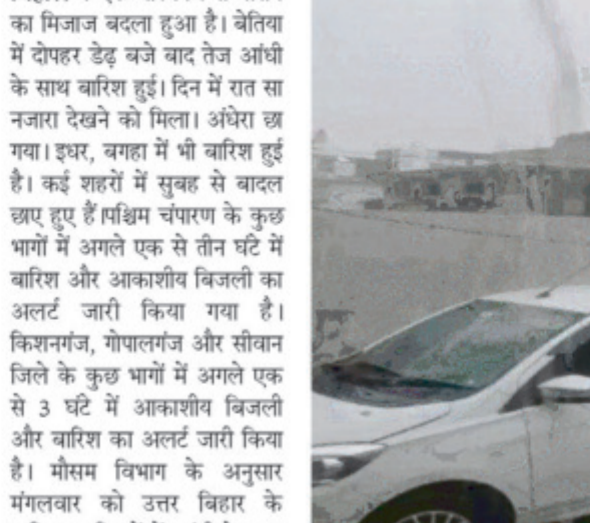 का मिजाज बदला हुआ है। बेतिया
में दोपहर डेढ़ बजे बाद तेज आंधी
के साथ बारिश हुई। दिन में रात सा
नजारा देखने को मिला। अंधेरा छा
गया। इधर, बगहा में भी बारिश हुई
है। कई शहरों में सुबह से बादल
छाए हुए हैं।पश्चिम चंपारण के कुछ
भागों में अगले एक से तीन घंटे में
बारिश और आकाशीय बिजली का
अलर्ट जारी किया गया है।
किशनगंज, गोपालगंज और सीवान
जिले के कुछ भागों में अगले एक
से 3 घंटे में आकाशीय बिजली
और बारिश का अलर्ट जारी किया
है। मौसम विभाग के अनुसार
मंगलवार को उत्तर बिहार के